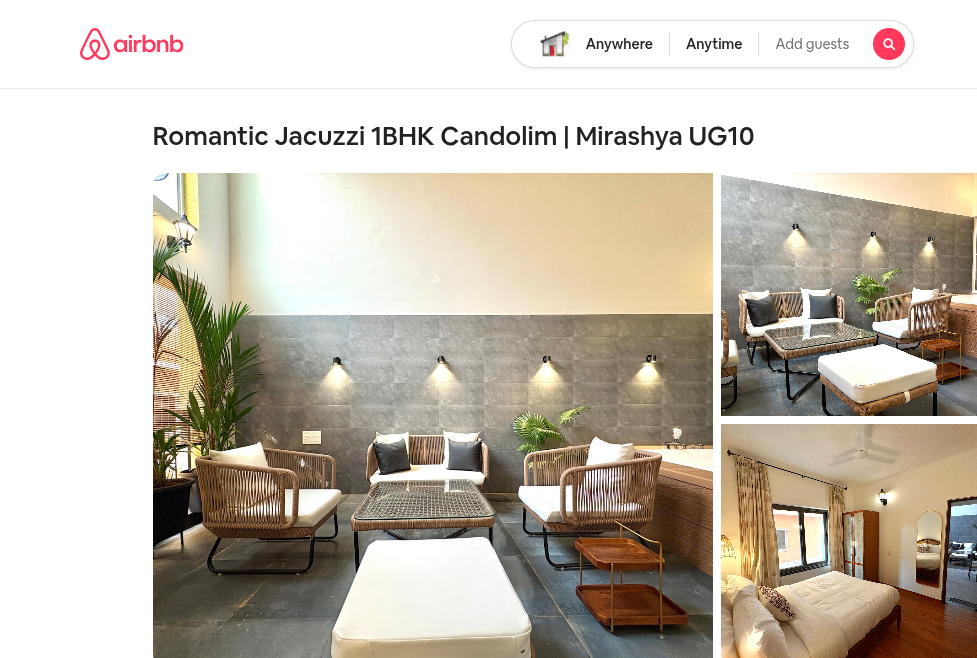 airbnb
Anywhere
Anytime
Add guests
Romantic Jacuzzi 1BHK Candolim | Mirashya UG10